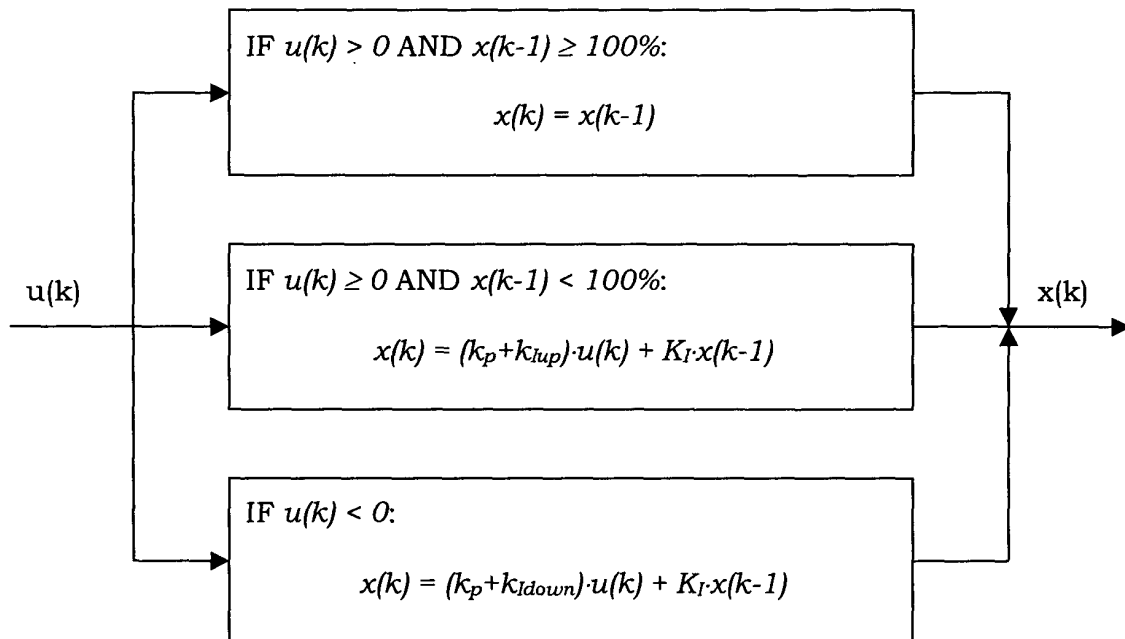 IF u(k) > 0 AND x(k-1) ≥ 100%:
x(k) = x(k-1)
u(k)
IF u(k) ≥ 0 AND x(k-1) < 100%:
x(k)
x(k) = (kp+kIup)·u(k) + KI·x(k-1)
IF u(k) < 0:
x(k) = (kp+kIdown)·u(k) + KI·x(k-1)